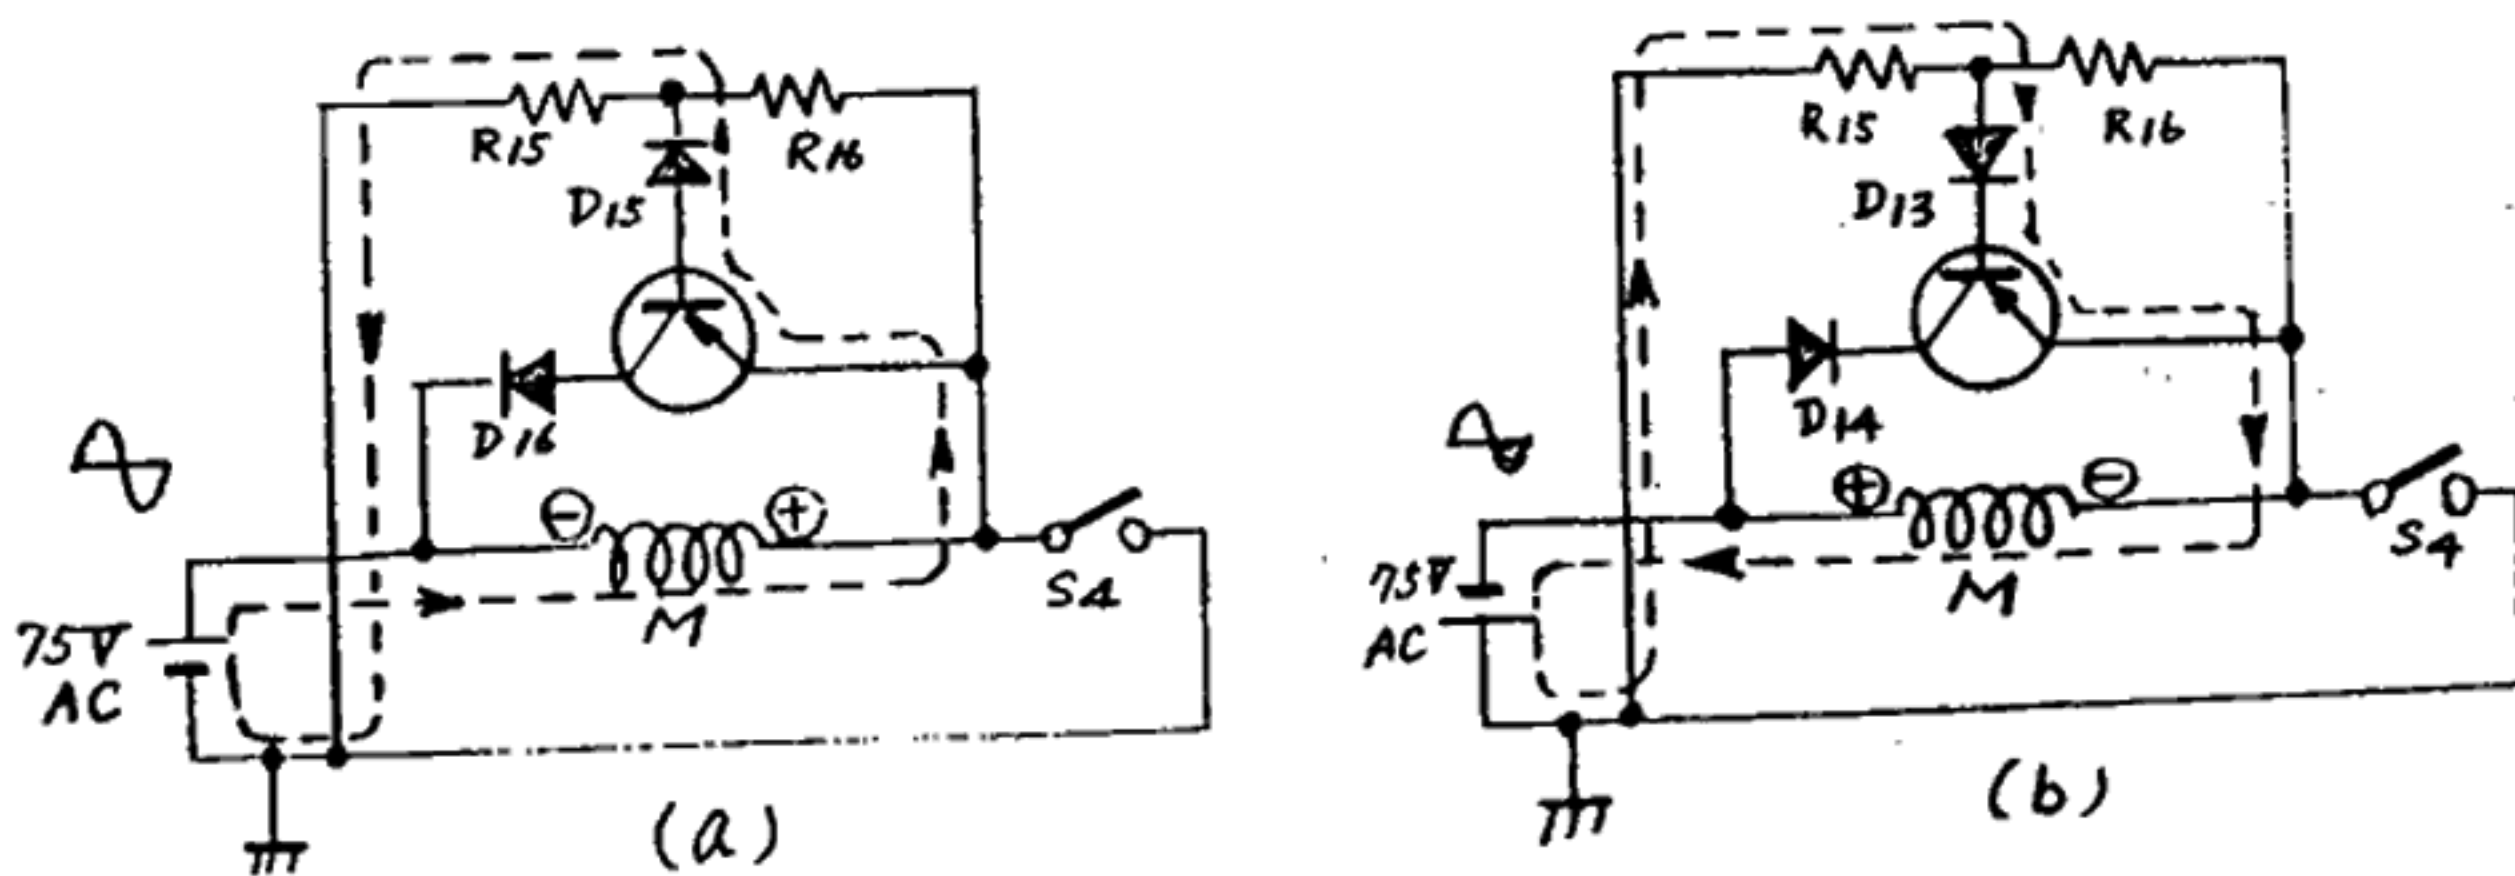 R15
R16
D15
D16
⊖
⊕
S4
M
75V
AC
(a)
R15
R16
D13
D14
⊕
⊖
S4
M
75V
AC
(b)